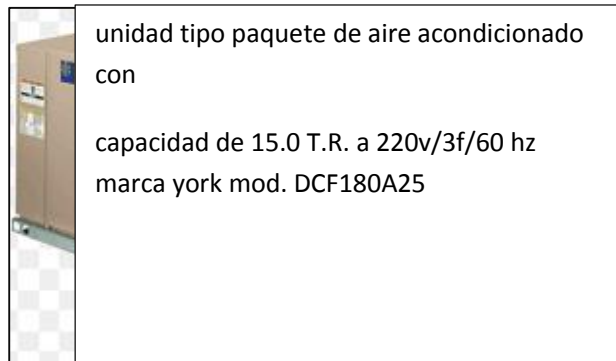 unidad tipo paquete de aire acondicionado
con
capacidad de 15.0 T.R. a 220v/3f/60 hz
marca york mod. DCF180A25